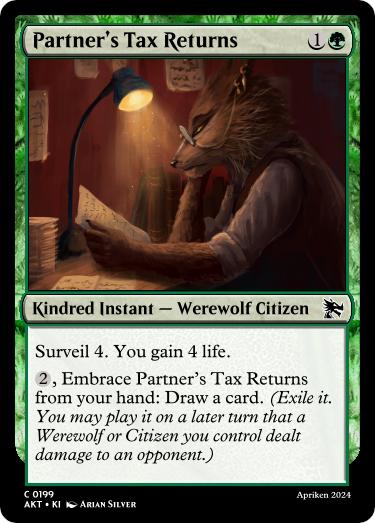 Partner's Tax Returns 1
Kindred Instant — Werewolf Citizen
Surveil 4. You gain 4 life.
2, Embrace Partner's Tax Returns
from your hand: Draw a card. (Exile it.
You may play it on a later turn that a
Werewolf or Citizen you control dealt
damage to an opponent.)
C 0199
Apriken 2024
AKT • KI Arian Silver